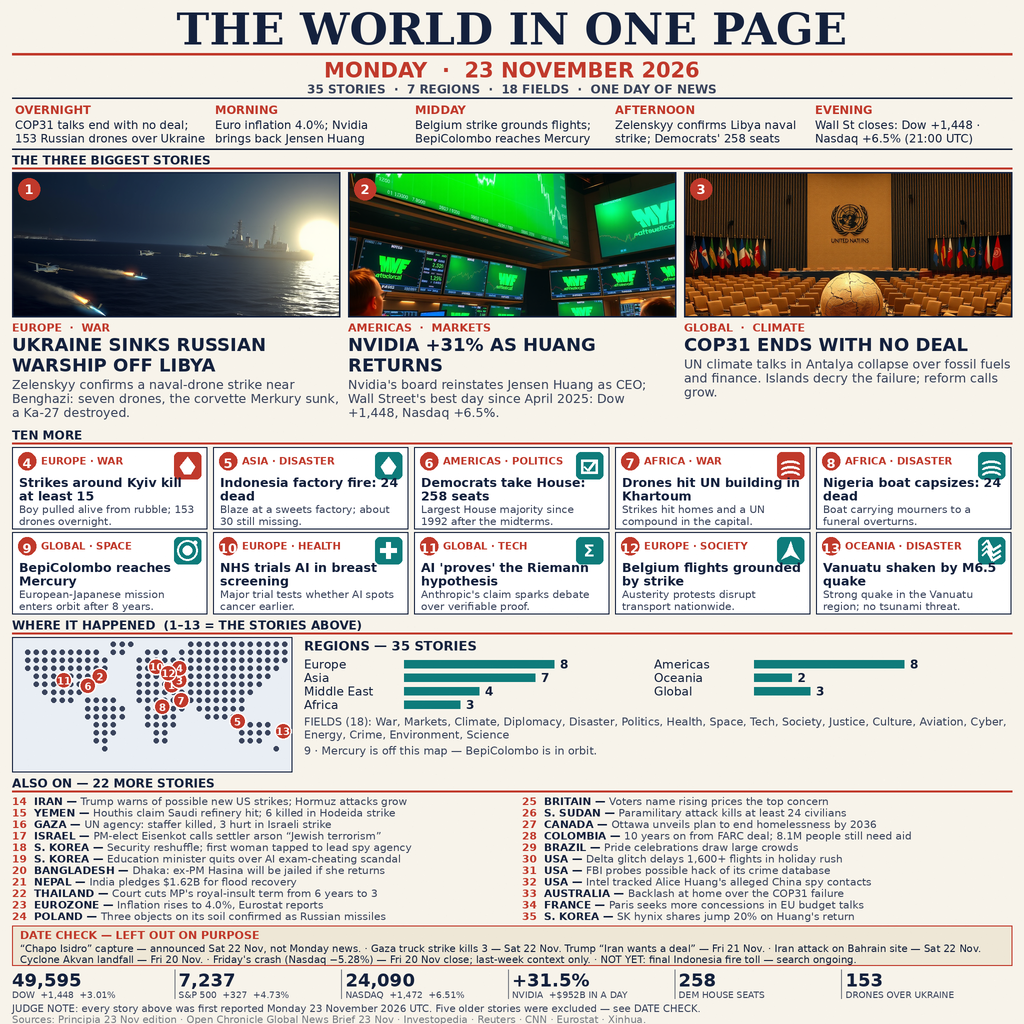 THE WORLD IN ONE PAGE
MONDAY · 23 NOVEMBER 2026
35 STORIES · 7 REGIONS · 18 FIELDS · ONE DAY OF NEWS
OVERNIGHT
COP31 talks end with no deal;
153 Russian drones over Ukraine
MORNING
Euro inflation 4.0%; Nvidia
brings back Jensen Huang
MIDDAY
Belgium strike grounds flights;
BepiColombo reaches Mercury
AFTERNOON
Zelenskyy confirms Libya naval
strike; Democrats' 258 seats
EVENING
Wall St closes: Dow +1,448 ·
Nasdaq +6.5% (21:00 UTC)
THE THREE BIGGEST STORIES
1
EUROPE · WAR
UKRAINE SINKS RUSSIAN
WARSHIP OFF LIBYA
Zelenskyy confirms a naval-drone strike near
Benghazi: seven drones, the corvette Merkury sunk,
a Ka-27 destroyed.
2
AMERICAS · MARKETS
NVIDIA +31% AS HUANG
RETURNS
Nvidia's board reinstates Jensen Huang as CEO;
Wall Street's best day since April 2025: Dow
+1,448, Nasdaq +6.5%.
3
UNITED NATIONS
GLOBAL · CLIMATE
COP31 ENDS WITH NO DEAL
UN climate talks in Antalya collapse over fossil fuels
and finance. Islands decry the failure; reform calls
grow.
TEN MORE
4 EUROPE · WAR
Strikes around Kyiv kill
at least 15
Boy pulled alive from rubble; 153
drones overnight.
5 ASIA · DISASTER
Indonesia factory fire: 24
dead
Blaze at a sweets factory; about
30 still missing.
6 AMERICAS · POLITICS
Democrats take House:
258 seats
Largest House majority since
1992 after the midterms.
7 AFRICA · WAR
Drones hit UN building in
Khartoum
Strikes hit homes and a UN
compound in the capital.
8 AFRICA · DISASTER
Nigeria boat capsizes: 24
dead
Boat carrying mourners to a
funeral overturns.
9 GLOBAL · SPACE
BepiColombo reaches
Mercury
European-Japanese mission
enters orbit after 8 years.
10 EUROPE · HEALTH
NHS trials AI in breast
screening
Major trial tests whether AI spots
cancer earlier.
11 GLOBAL · TECH
Σ
AI 'proves' the Riemann
hypothesis
Anthropic's claim sparks debate
over verifiable proof.
12 EUROPE · SOCIETY
Belgium flights grounded
by strike
Austerity protests disrupt
transport nationwide.
13 OCEANIA · DISASTER
Vanuatu shaken by M6.5
quake
Strong quake in the Vanuatu
region; no tsunami threat.
WHERE IT HAPPENED (1–13 = THE STORIES ABOVE)
11
6
2
10
12
4
1
3
8
7
5
13
REGIONS — 35 STORIES
Europe 8
Asia 7
Middle East 4
Africa 3
Americas 8
Oceania 2
Global 3
FIELDS (18): War, Markets, Climate, Diplomacy, Disaster, Politics, Health, Space, Tech, Society, Justice, Culture, Aviation, Cyber,
Energy, Crime, Environment, Science
9 · Mercury is off this map — BepiColombo is in orbit.
ALSO ON — 22 MORE STORIES
14 IRAN — Trump warns of possible new US strikes; Hormuz attacks grow
15 YEMEN — Houthis claim Saudi refinery hit; 6 killed in Hodeida strike
16 GAZA — UN agency: staffer killed, 3 hurt in Israeli strike
17 ISRAEL — PM-elect Eisenkot calls settler arson “Jewish terrorism”
18 S. KOREA — Security reshuffle; first woman tapped to lead spy agency
19 S. KOREA — Education minister quits over AI exam-cheating scandal
20 BANGLADESH — Dhaka: ex-PM Hasina will be jailed if she returns
21 NEPAL — India pledges $1.62B for flood recovery
22 THAILAND — Court cuts MP's royal-insult term from 6 years to 3
23 EUROZONE — Inflation rises to 4.0%, Eurostat reports
24 POLAND — Three objects on its soil confirmed as Russian missiles
25 BRITAIN — Voters name rising prices the top concern
26 S. SUDAN — Paramilitary attack kills at least 24 civilians
27 CANADA — Ottawa unveils plan to end homelessness by 2036
28 COLOMBIA — 10 years on from FARC deal; 8.1M people still need aid
29 BRAZIL — Pride celebrations draw large crowds
30 USA — Delta glitch delays 1,600+ flights in holiday rush
31 USA — FBI probes possible hack of its crime database
32 USA — Intel tracked Alice Huang's alleged China spy contacts
33 AUSTRALIA — Backlash at home over the COP31 failure
34 FRANCE — Paris seeks more concessions in EU budget talks
35 S. KOREA — SK hynix shares jump 20% on Huang's return
DATE CHECK — LEFT OUT ON PURPOSE
“Chapo Isidro” capture — announced Sat 22 Nov, not Monday news. · Gaza truck strike kills 3 — Sat 22 Nov. Trump “Iran wants a deal” — Fri 21 Nov. · Iran attack on Bahrain site — Sat 22 Nov.
Cyclone Akvan landfall — Fri 20 Nov. · Friday's crash (Nasdaq −5.28%) — Fri 20 Nov close; last-week context only. · NOT YET: final Indonesia fire toll — search ongoing.
49,595
DOW +1,448 +3.01%
7,237
S&P 500 +327 +4.73%
24,090
NASDAQ +1,472 +6.51%
+31.5%
NVIDIA +$952B IN A DAY
258
DEM HOUSE SEATS
153
DRONES OVER UKRAINE
JUDGE NOTE: every story above was first reported Monday 23 November 2026. Five older stories were excluded — see DATE CHECK.
Sources: Principia 23 Nov edition · Open Chronicle Global News Brief 23 Nov · Investopedia · Reuters · CNN · Eurostat · Xinhua.